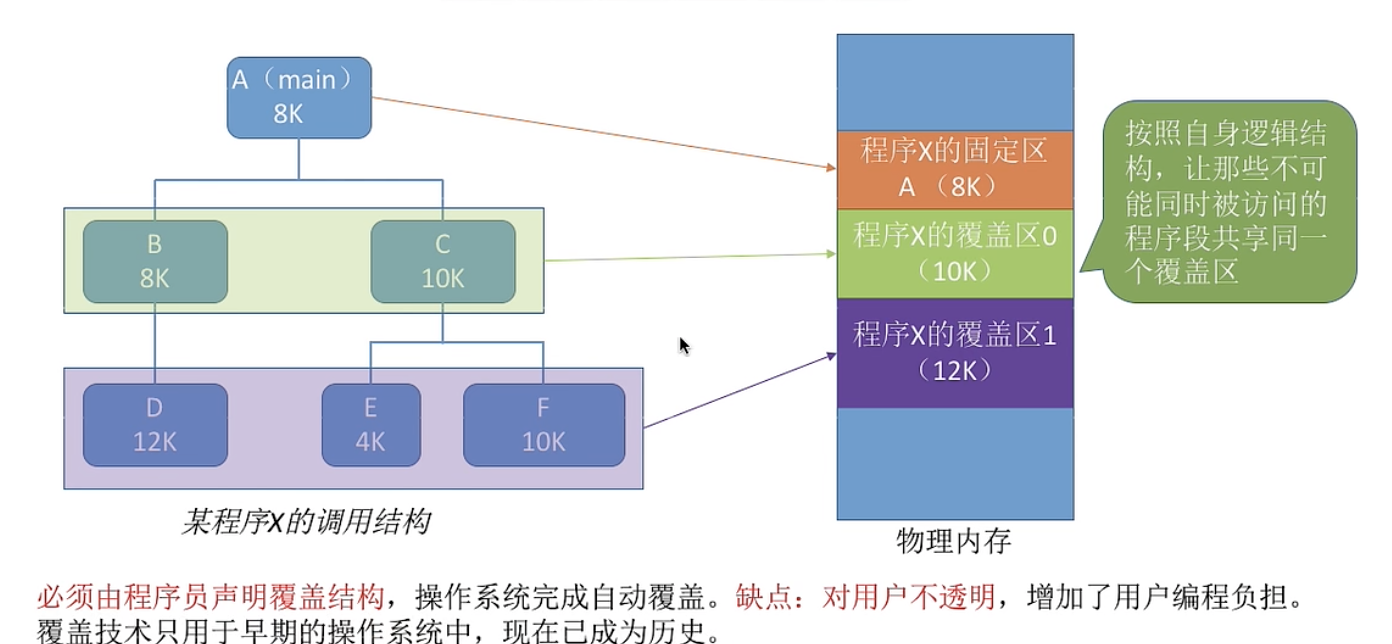 A（main）
8K
B
8K
C
10K
D
12K
E
4K
F
10K
某程序X的调用结构
程序X的固定区
A （8K）
程序X的覆盖区0
（10K）
程序X的覆盖区1
（12K）
物理内存
按照自身逻辑结
构，让那些不可
能同时被访问的
程序段共享同一
个覆盖区
必须由程序员声明覆盖结构，操作系统完成自动覆盖。缺点：对用户不透明，增加了用户编程负担。
覆盖技术只用于早期的操作系统中，现在已成为历史。